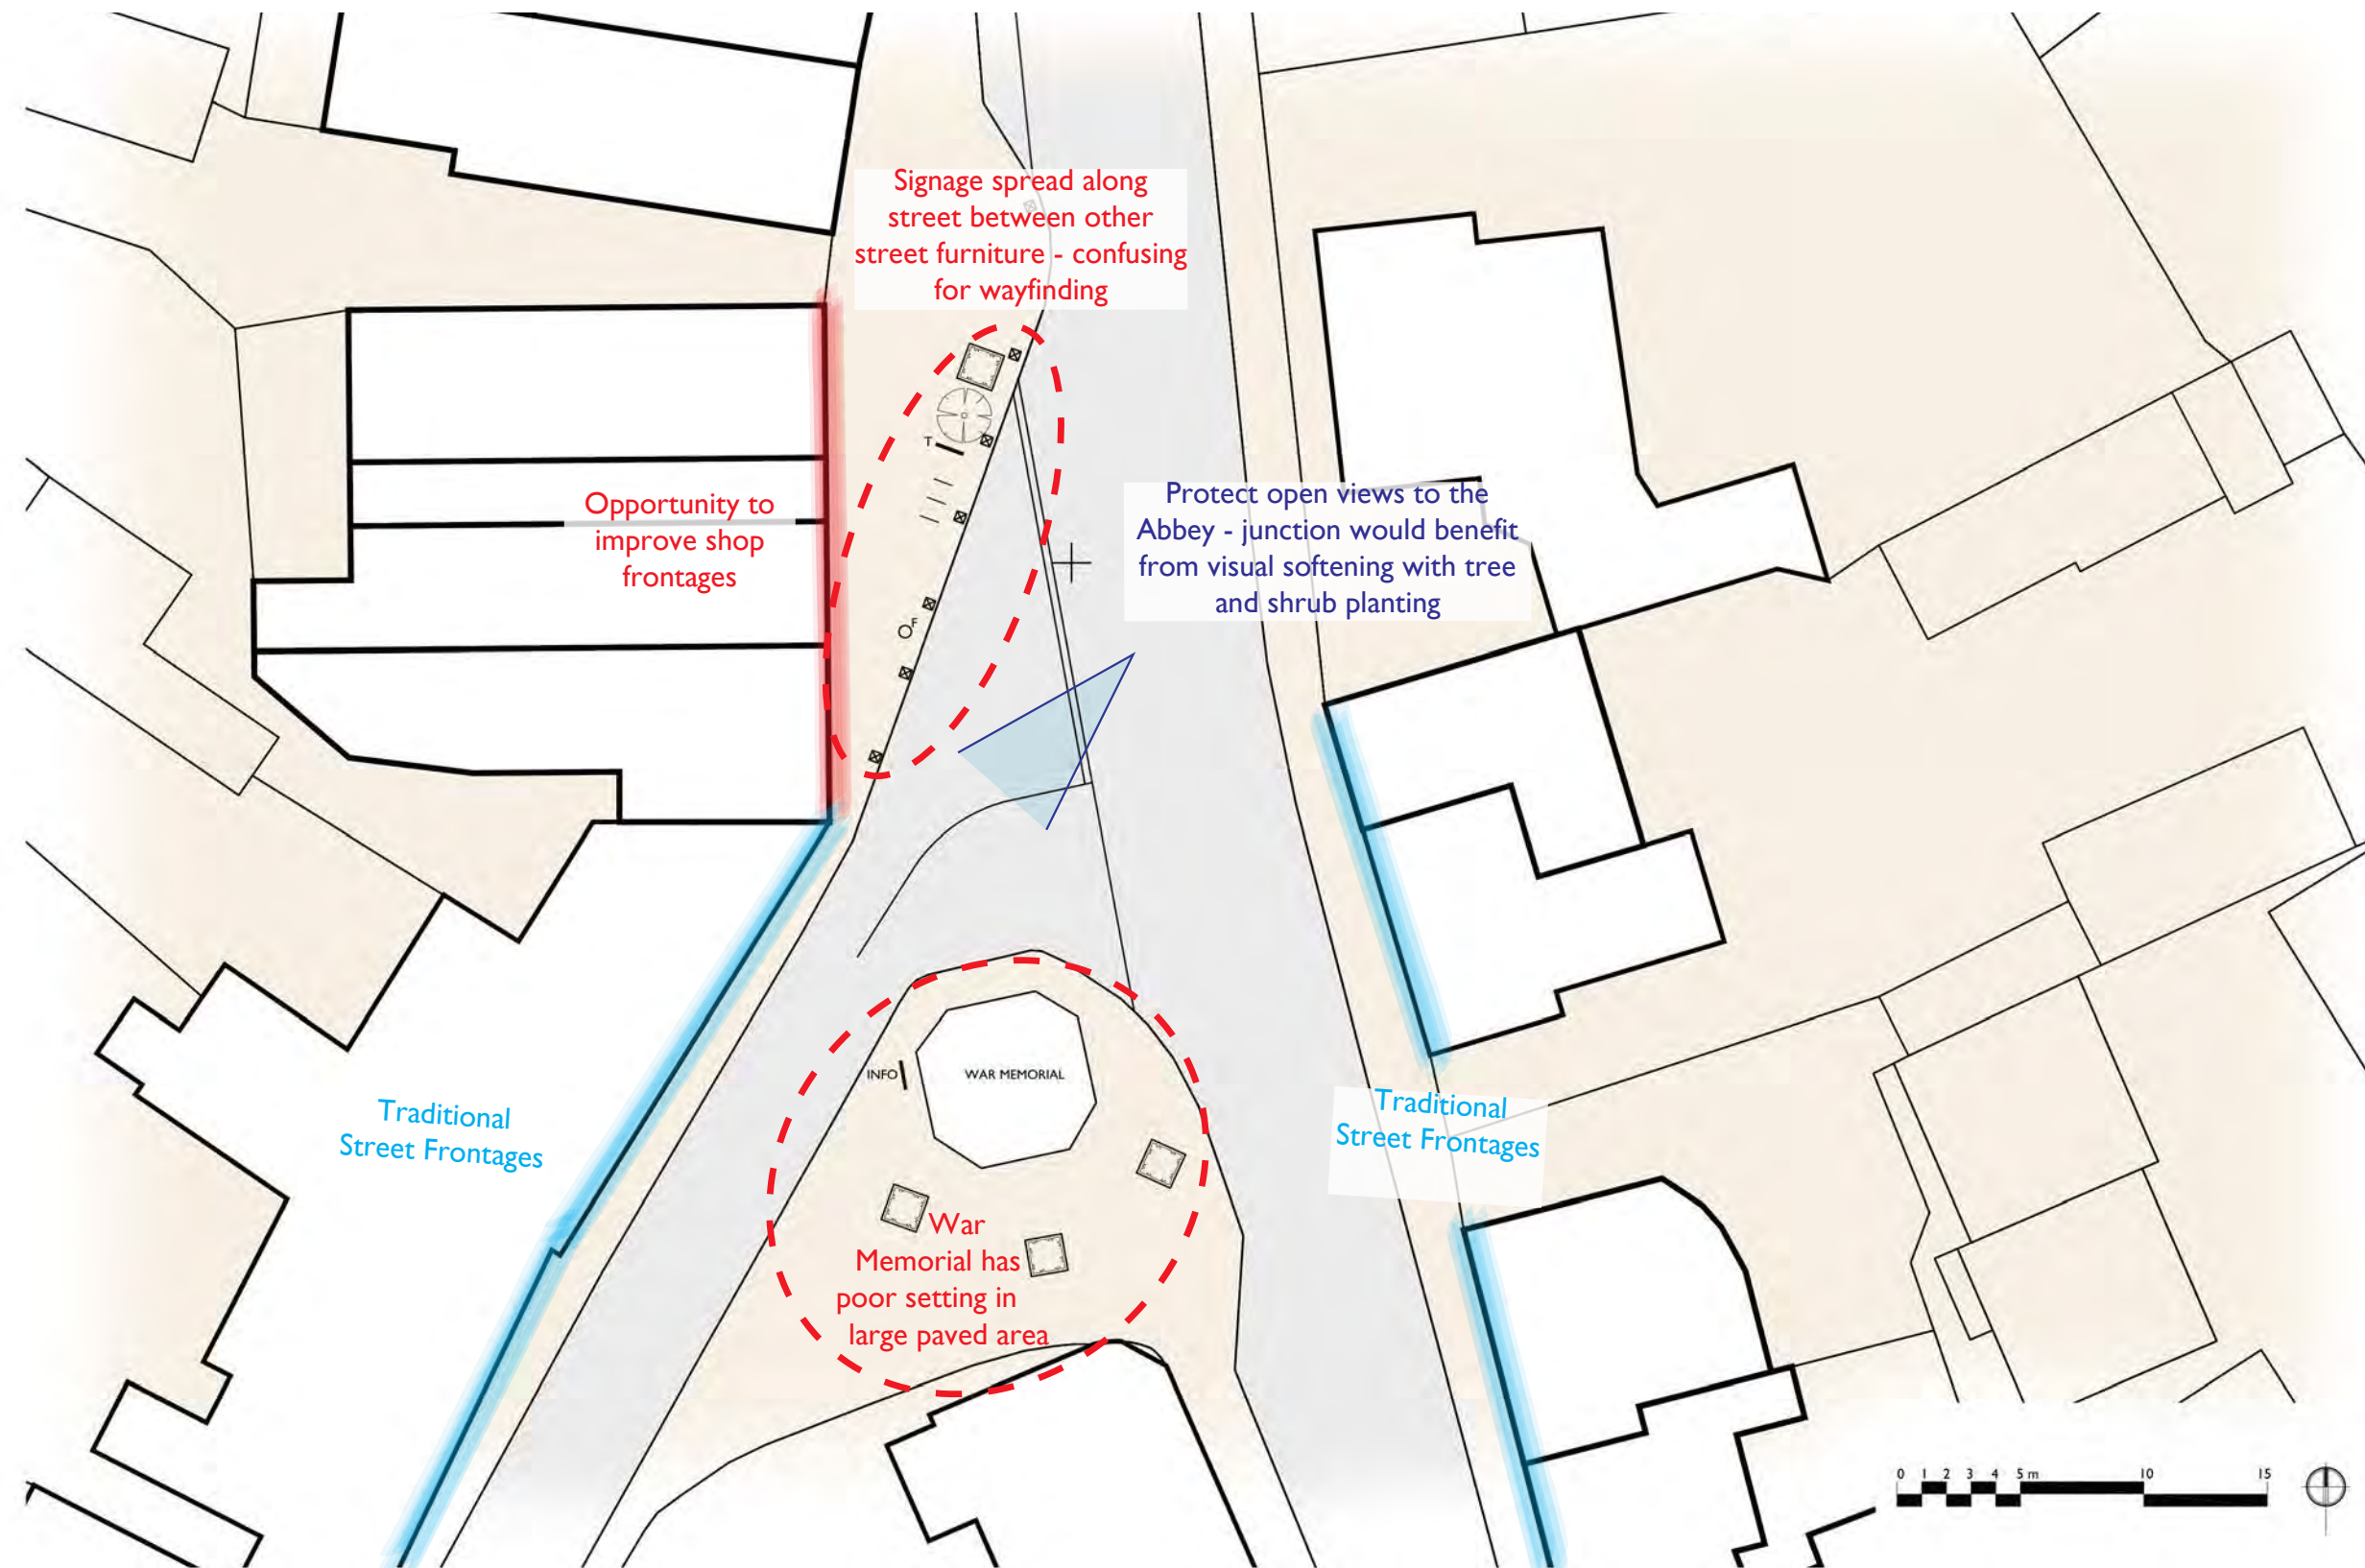 Signage spread along
street between other
street furniture - confusing
for wayfinding
T
Opportunity to
improve shop
frontages
Protect open views to the
Abbey - junction would benefit
from visual softening with tree
and shrub planting
F
INFO
WAR MEMORIAL
Traditional
Street Frontages
Traditional
Street Frontages
War
Memorial has
poor setting in
large paved area
0 1 2 3 4 5 m 10 15